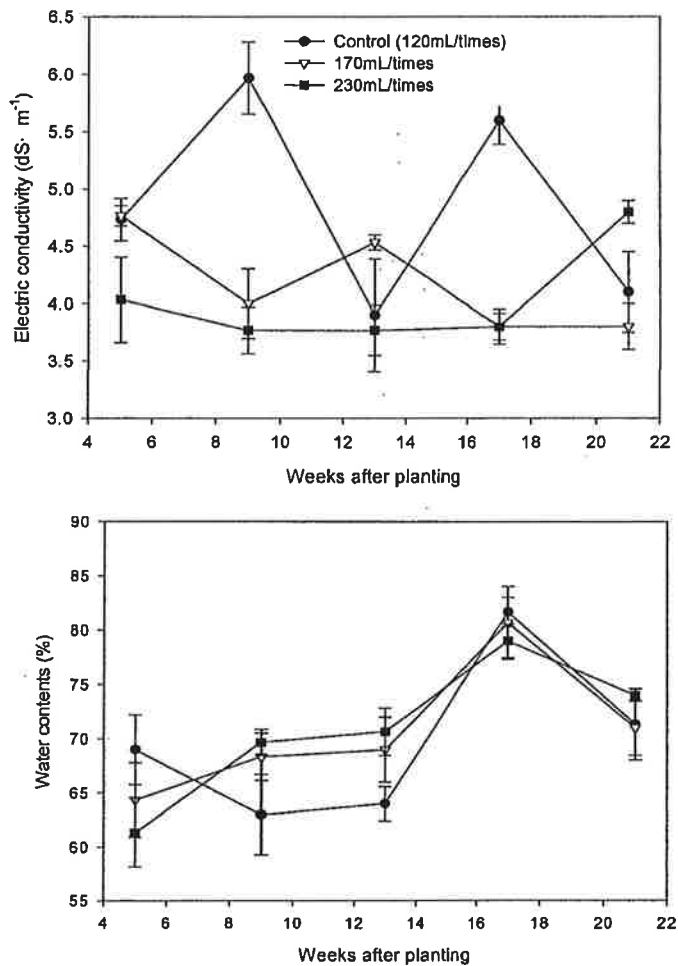 6.5
6.0
5.5
5.0
4.5
4.0
3.5
3.0
Electric conductivity (dS· m⁻¹)
Control (120mL/times)
170mL/times
230mL/times
4 6 8 10 12 14 16 18 20 22
Weeks after planting
90
85
80
75
70
65
60
55
Water contents (%)
4 6 8 10 12 14 16 18 20 22
Weeks after planting